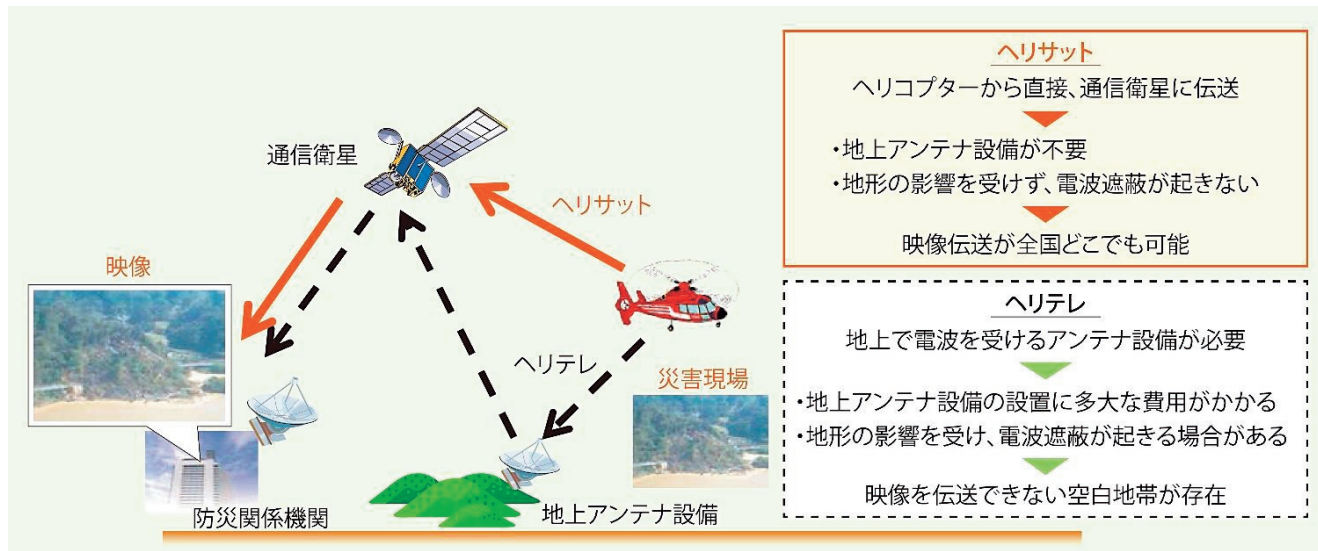 通信衛星
ヘリサット
映像
ヘリテレ
災害現場
防災関係機関
地上アンテナ設備
ヘリサット
ヘリコプターから直接、通信衛星に伝送
・地上アンテナ設備が不要
・地形の影響を受けず、電波遮蔽が起きない
映像伝送が全国どこでも可能
ヘリテレ
地上で電波を受けるアンテナ設備が必要
・地上アンテナ設備の設置に多大な費用がかかる
・地形の影響を受け、電波遮蔽が起きる場合がある
映像を伝送できない空白地帯が存在